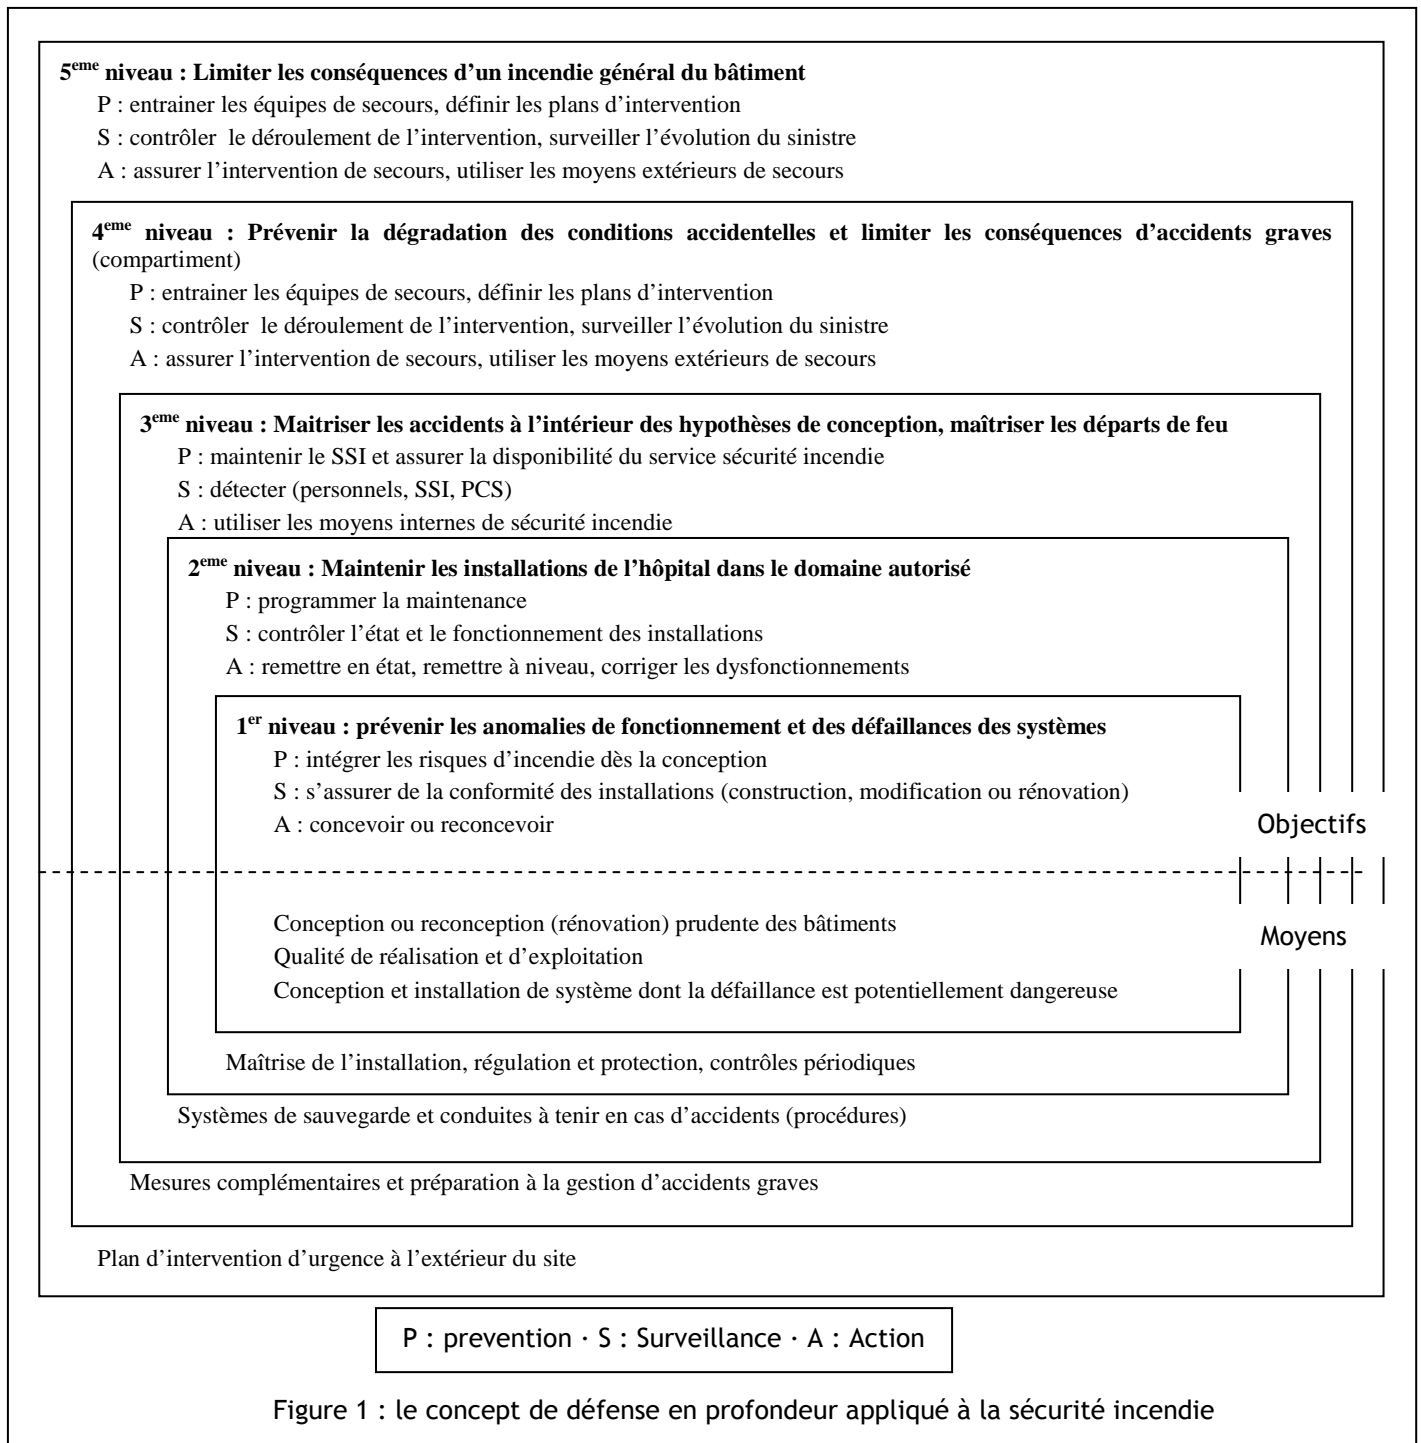 5eme niveau : Limiter les conséquences d’un incendie général du bâtiment
P : entrainer les équipes de secours, définir les plans d’intervention
S : contrôler le déroulement de l’intervention, surveiller l’évolution du sinistre
A : assurer l’intervention de secours, utiliser les moyens extérieurs de secours
4eme niveau : Prévenir la dégradation des conditions accidentelles et limiter les conséquences d’accidents graves
(compartiment)
P : entrainer les équipes de secours, définir les plans d’intervention
S : contrôler le déroulement de l’intervention, surveiller l’évolution du sinistre
A : assurer l’intervention de secours, utiliser les moyens extérieurs de secours
3eme niveau : Maitriser les accidents à l’intérieur des hypothèses de conception, maîtriser les départs de feu
P : maintenir le SSI et assurer la disponibilité du service sécurité incendie
S : détecter (personnels, SSI, PCS)
A : utiliser les moyens internes de sécurité incendie
2eme niveau : Maintenir les installations de l’hôpital dans le domaine autorisé
P : programmer la maintenance
S : contrôler l’état et le fonctionnement des installations
A : remettre en état, remettre à niveau, corriger les dysfonctionnements
1er niveau : prévenir les anomalies de fonctionnement et des défaillances des systèmes
P : intégrer les risques d’incendie dès la conception
S : s’assurer de la conformité des installations (construction, modification ou rénovation)
A : concevoir ou reconcevoir
Objectifs
Conception ou reconception (rénovation) prudente des bâtiments
Moyens
Qualité de réalisation et d’exploitation
Conception et installation de système dont la défaillance est potentiellement dangereuse
Maîtrise de l’installation, régulation et protection, contrôles périodiques
Systèmes de sauvegarde et conduites à tenir en cas d’accidents (procédures)
Mesures complémentaires et préparation à la gestion d’accidents graves
Plan d’intervention d’urgence à l’extérieur du site
P : prevention · S : Surveillance · A : Action
Figure 1 : le concept de défense en profondeur appliqué à la sécurité incendie